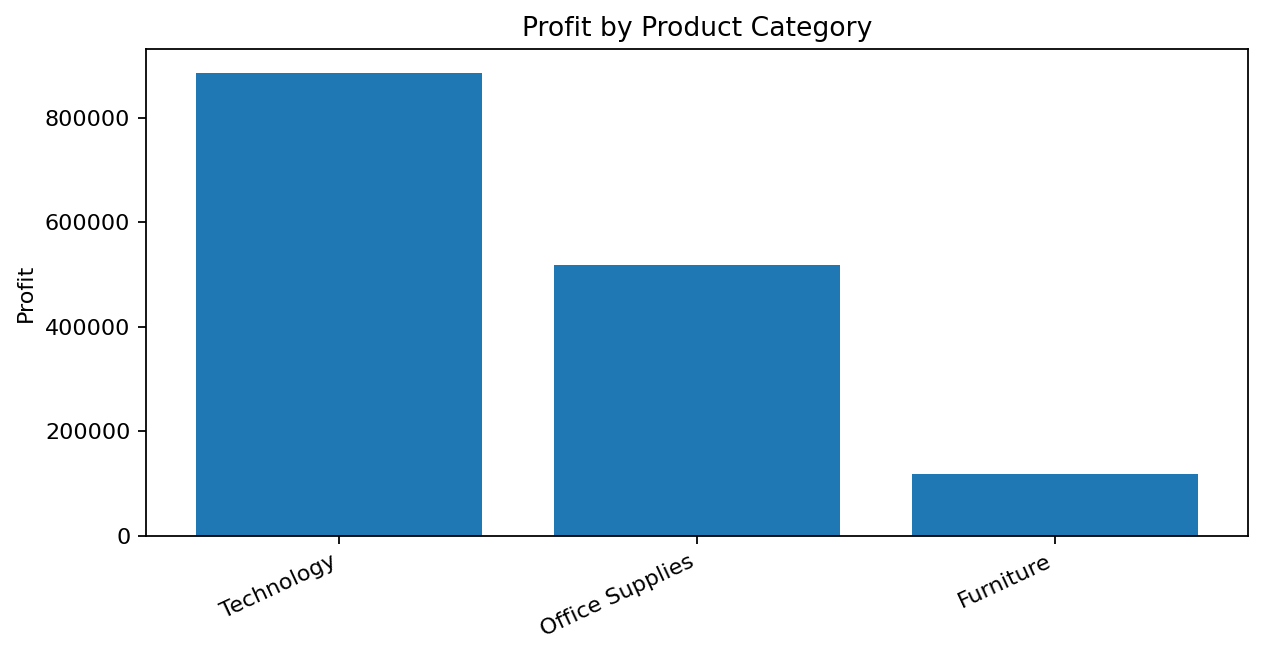 Profit by Product Category
Profit
800000
600000
400000
200000
0
Technology
Office Supplies
Furniture